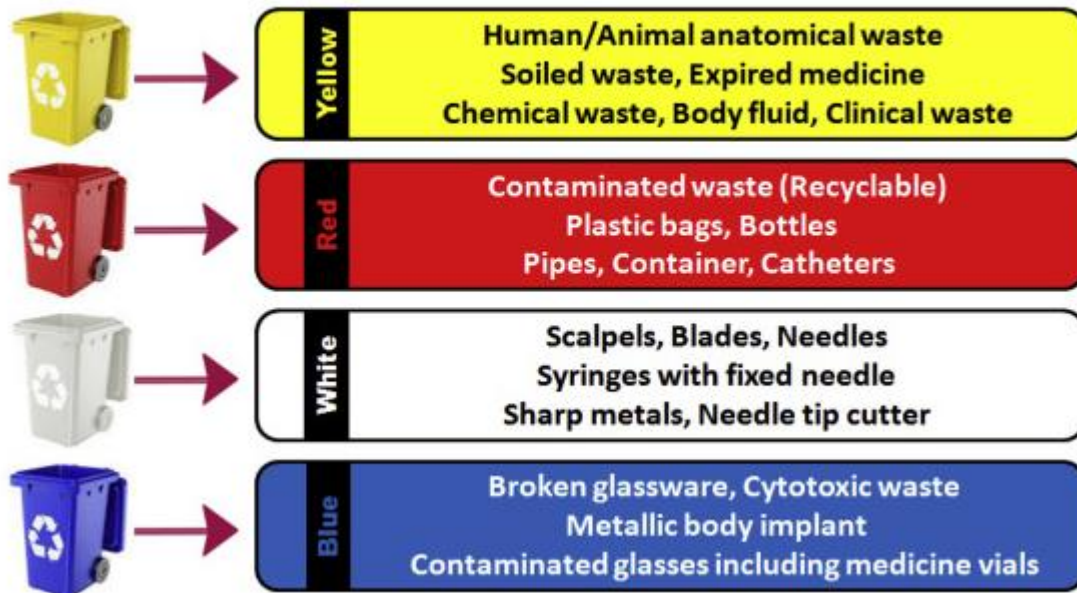 Yellow
Human/Animal anatomical waste
Soiled waste, Expired medicine
Chemical waste, Body fluid, Clinical waste
Red
Contaminated waste (Recyclable)
Plastic bags, Bottles
Pipes, Container, Catheters
White
Scalpels, Blades, Needles
Syringes with fixed needle
Sharp metals, Needle tip cutter
Blue
Broken glassware, Cytotoxic waste
Metallic body implant
Contaminated glasses including medicine vials